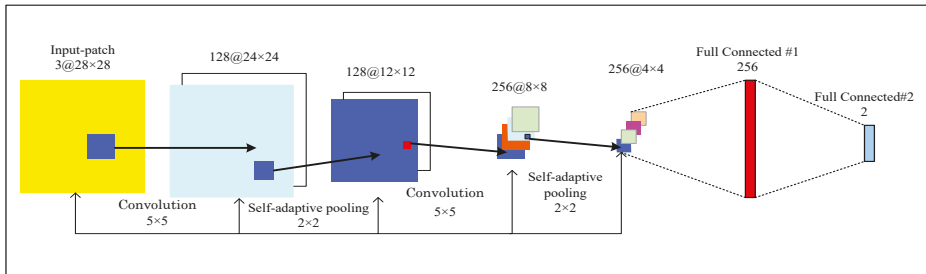 Input-patch
3@28×28
128@24×24
128@12×12
256@8×8
256@4×4
Full Connected #1
256
Full Connected#2
2
Convolution
5×5
Self-adaptive pooling
2×2
Convolution
5×5
Self-adaptive
pooling
2×2